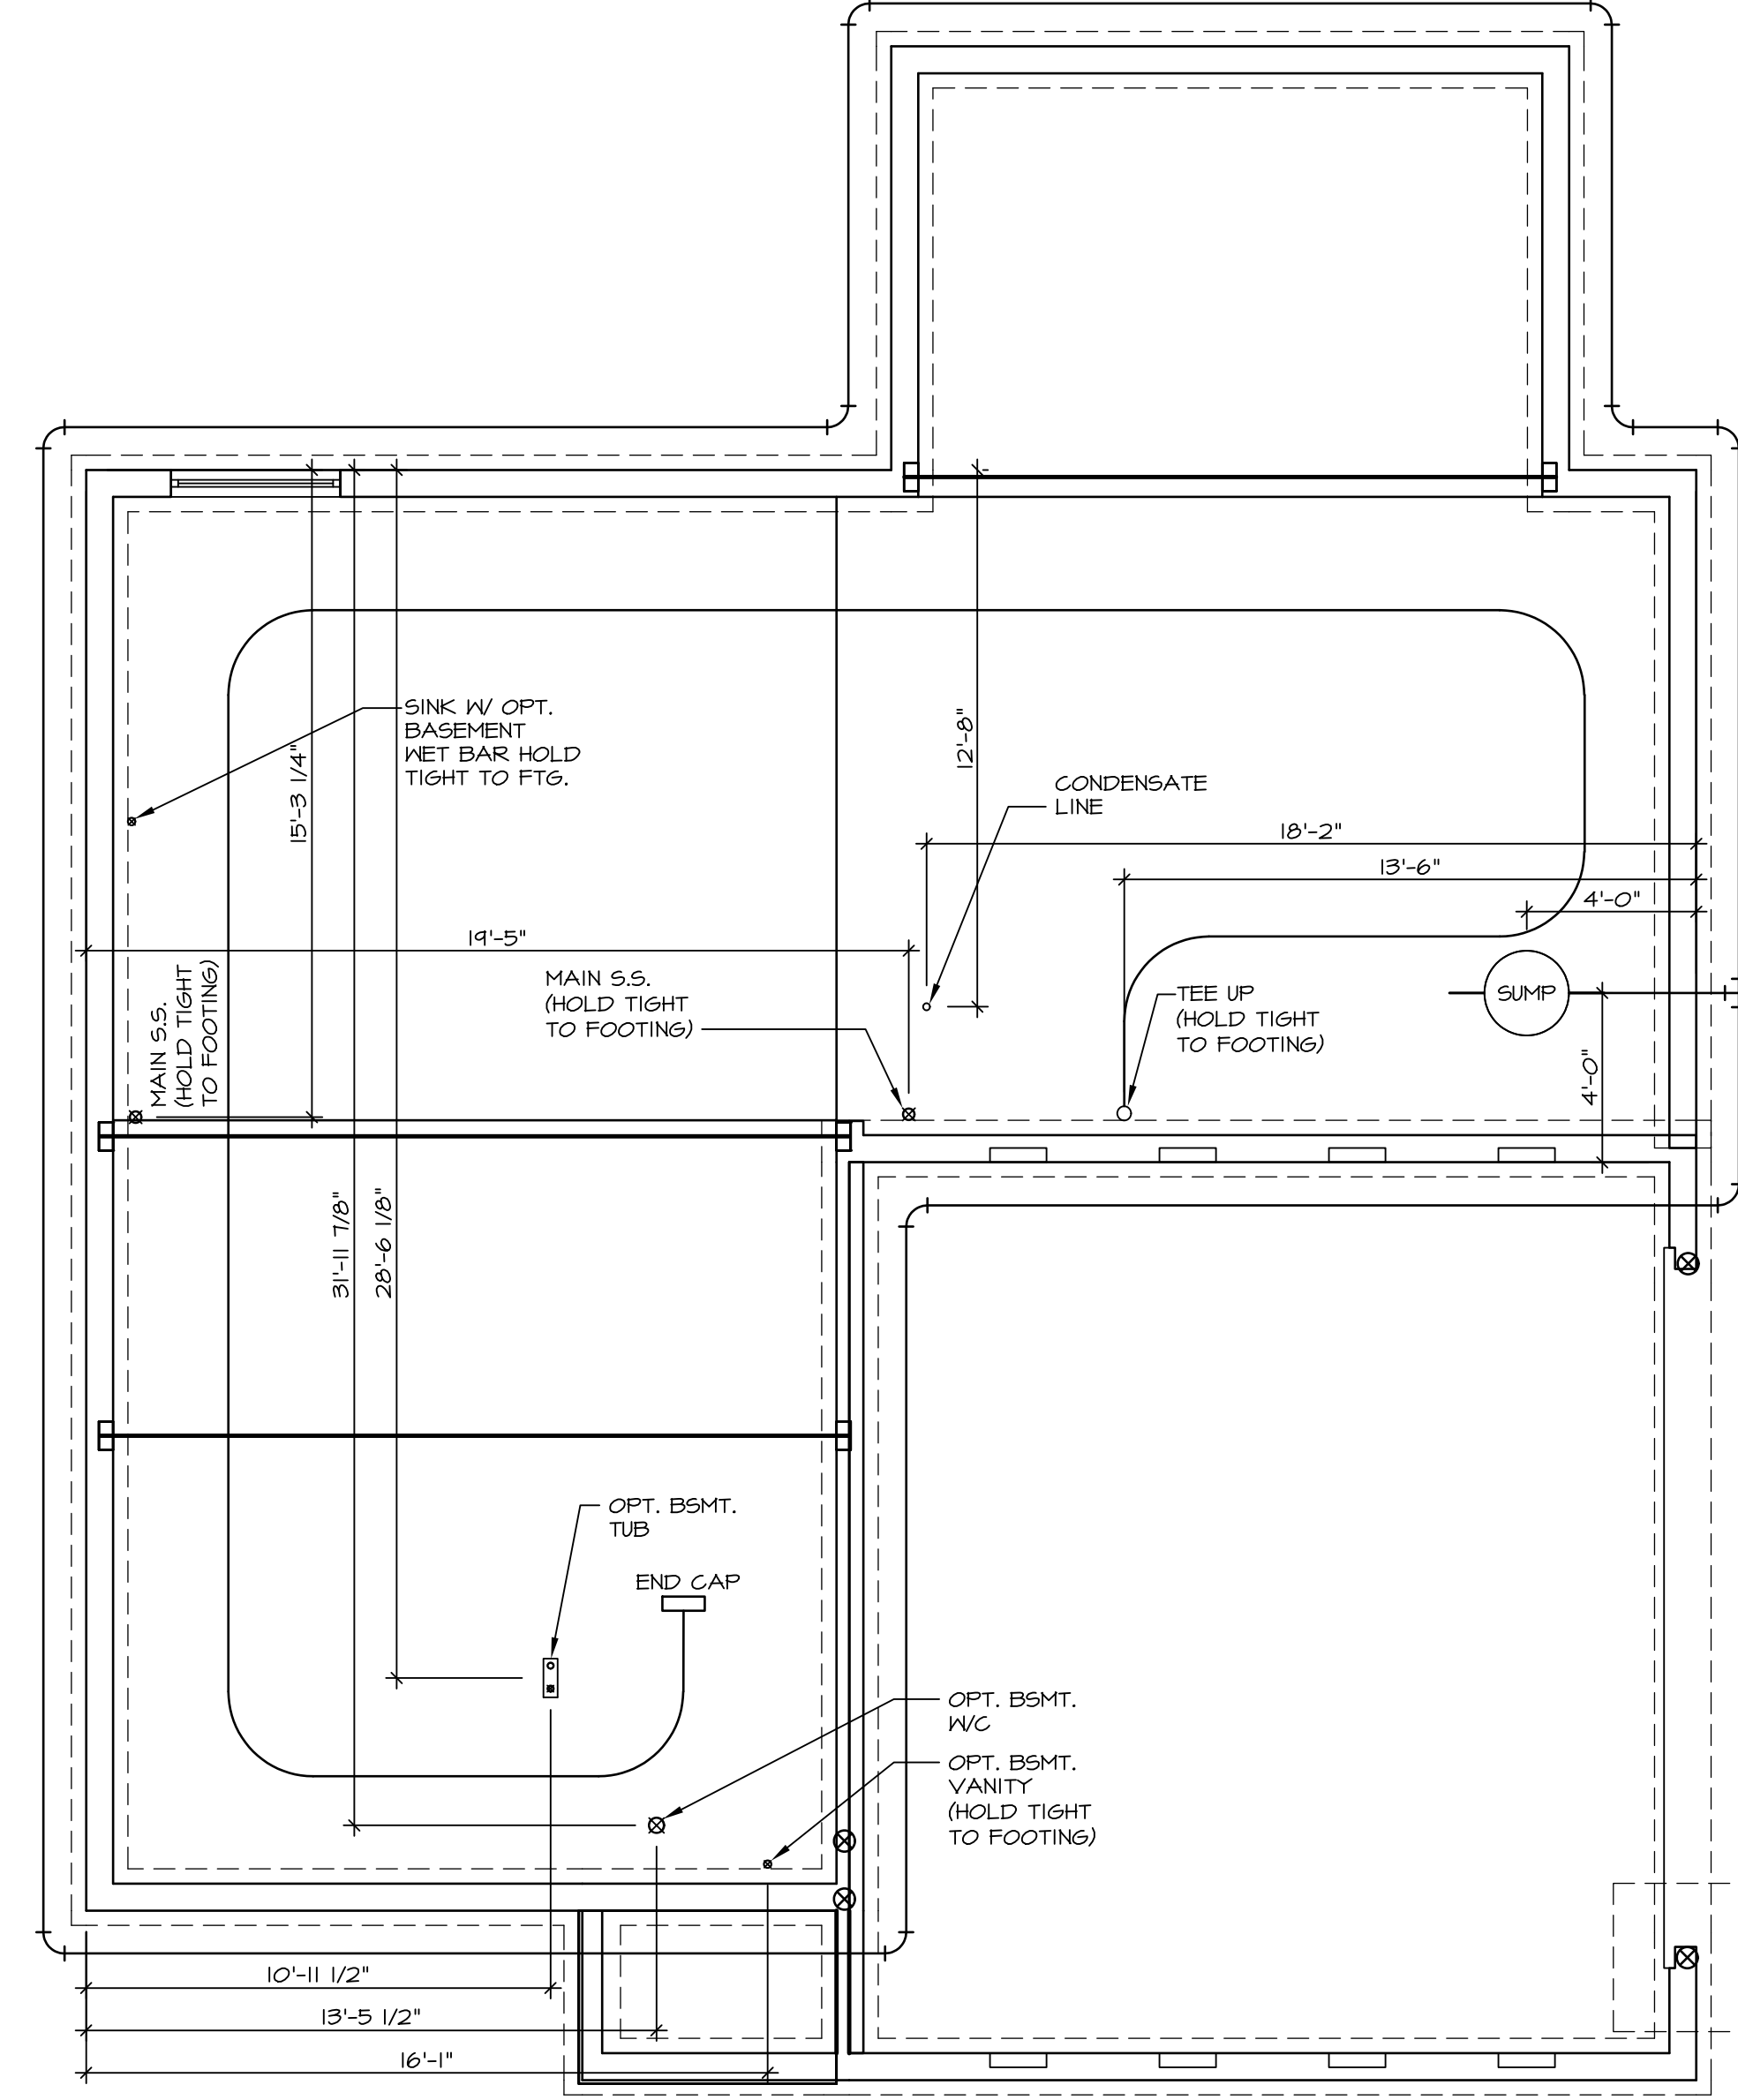 SINK W/ OPT.
BASEMENT
WET BAR HOLD
TIGHT TO FTG.
15'-3 1/4"
12'-8"
CONDENSATE
LINE
18'-2"
13'-6"
4'-0"
19'-5"
MAIN S.S.
(HOLD TIGHT
TO FOOTING)
MAIN S.S.
(HOLD TIGHT
TO FOOTING)
TEE UP
(HOLD TIGHT
TO FOOTING)
SUMP
4'-0"
31'-11 7/8"
28'-6 1/8"
OPT. BSMT.
TUB
END CAP
OPT. BSMT.
W/C
OPT. BSMT.
VANITY
(HOLD TIGHT
TO FOOTING)
10'-11 1/2"
13'-5 1/2"
16'-1"